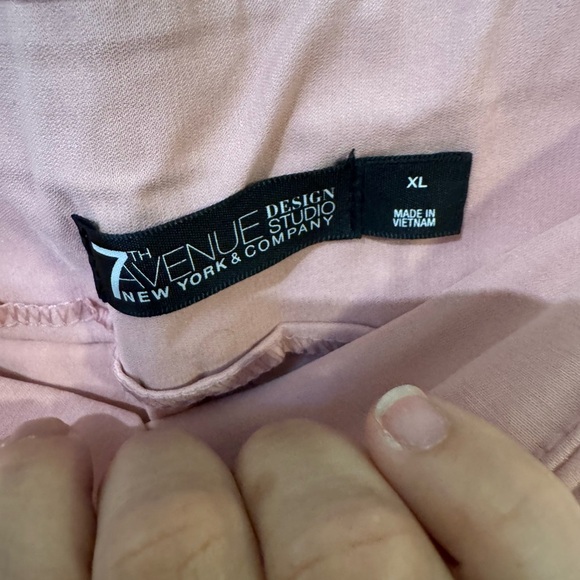 7TH AVENUE DESIGN STUDIO
NEW YORK & COMPANY
XL
MADE IN
VIETNAM